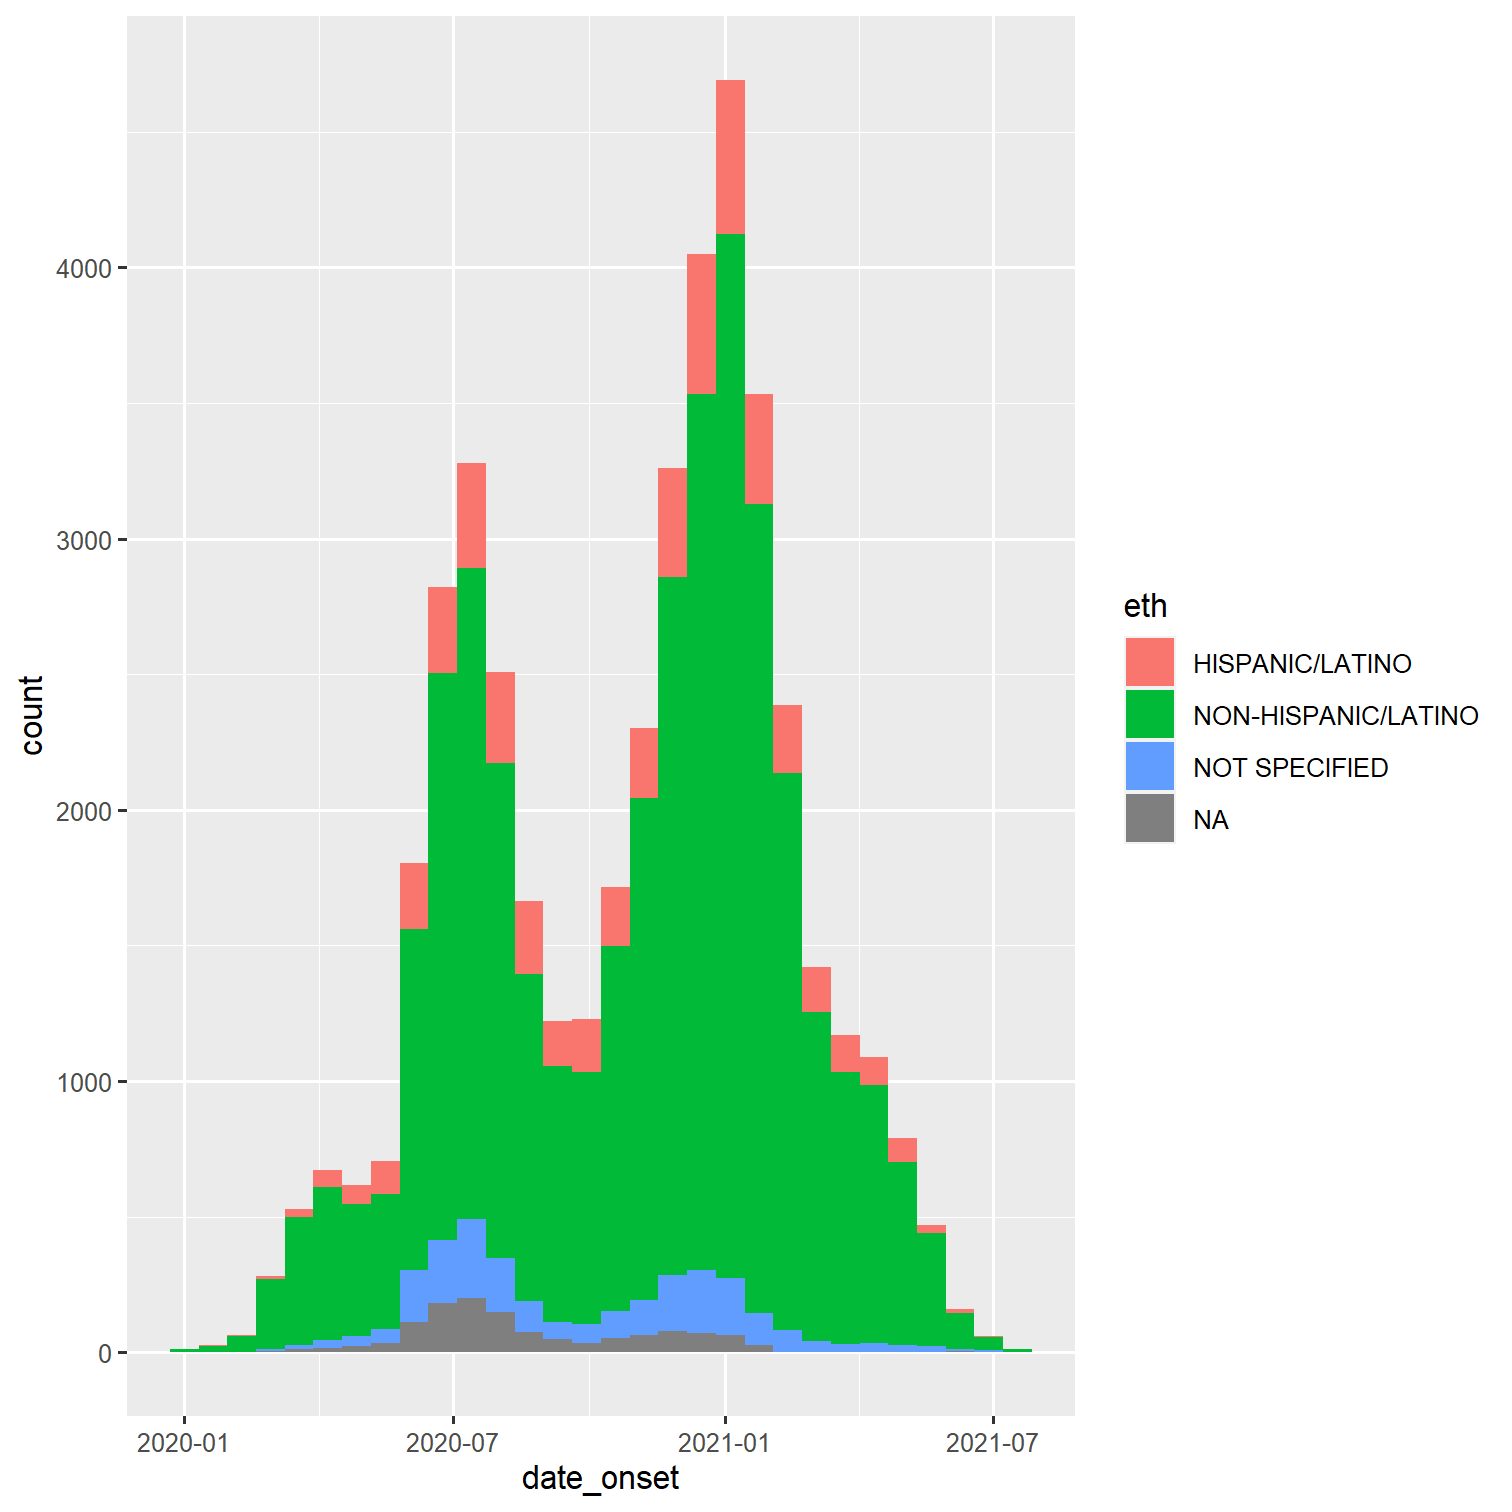 count
4000
3000
2000
1000
0
2020-01
2020-07
2021-01
2021-07
date_onset
eth
HISPANIC/LATINO
NON-HISPANIC/LATINO
NOT SPECIFIED
NA